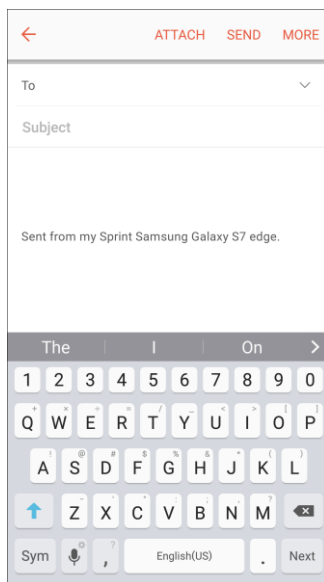 ATTACH SEND MORE
To
Subject
Sent from my Sprint Samsung Galaxy S7 edge.
The I On
1 2 3 4 5 6 7 8 9 0
Q W E R T Y U I O P
A S D F G H J K L
Z X C V B N M
Sym , English(US) . Next